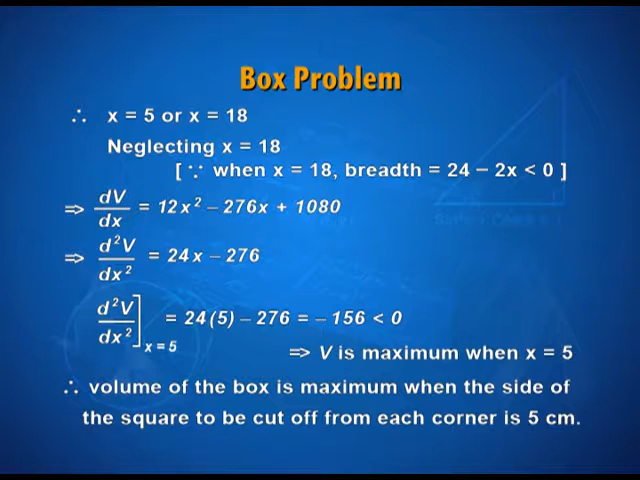 Box Problem
∴ x = 5 or x = 18
Neglecting x = 18
[ ∵ when x = 18, breadth = 24 – 2x < 0 ]
⇒ dV/dx = 12x² – 276x + 1080
⇒ d²V/dx² = 24x – 276
d²V/dx²]x = 5 = 24(5) – 276 = – 156 < 0
⇒ V is maximum when x = 5
∴ volume of the box is maximum when the side of
the square to be cut off from each corner is 5 cm.